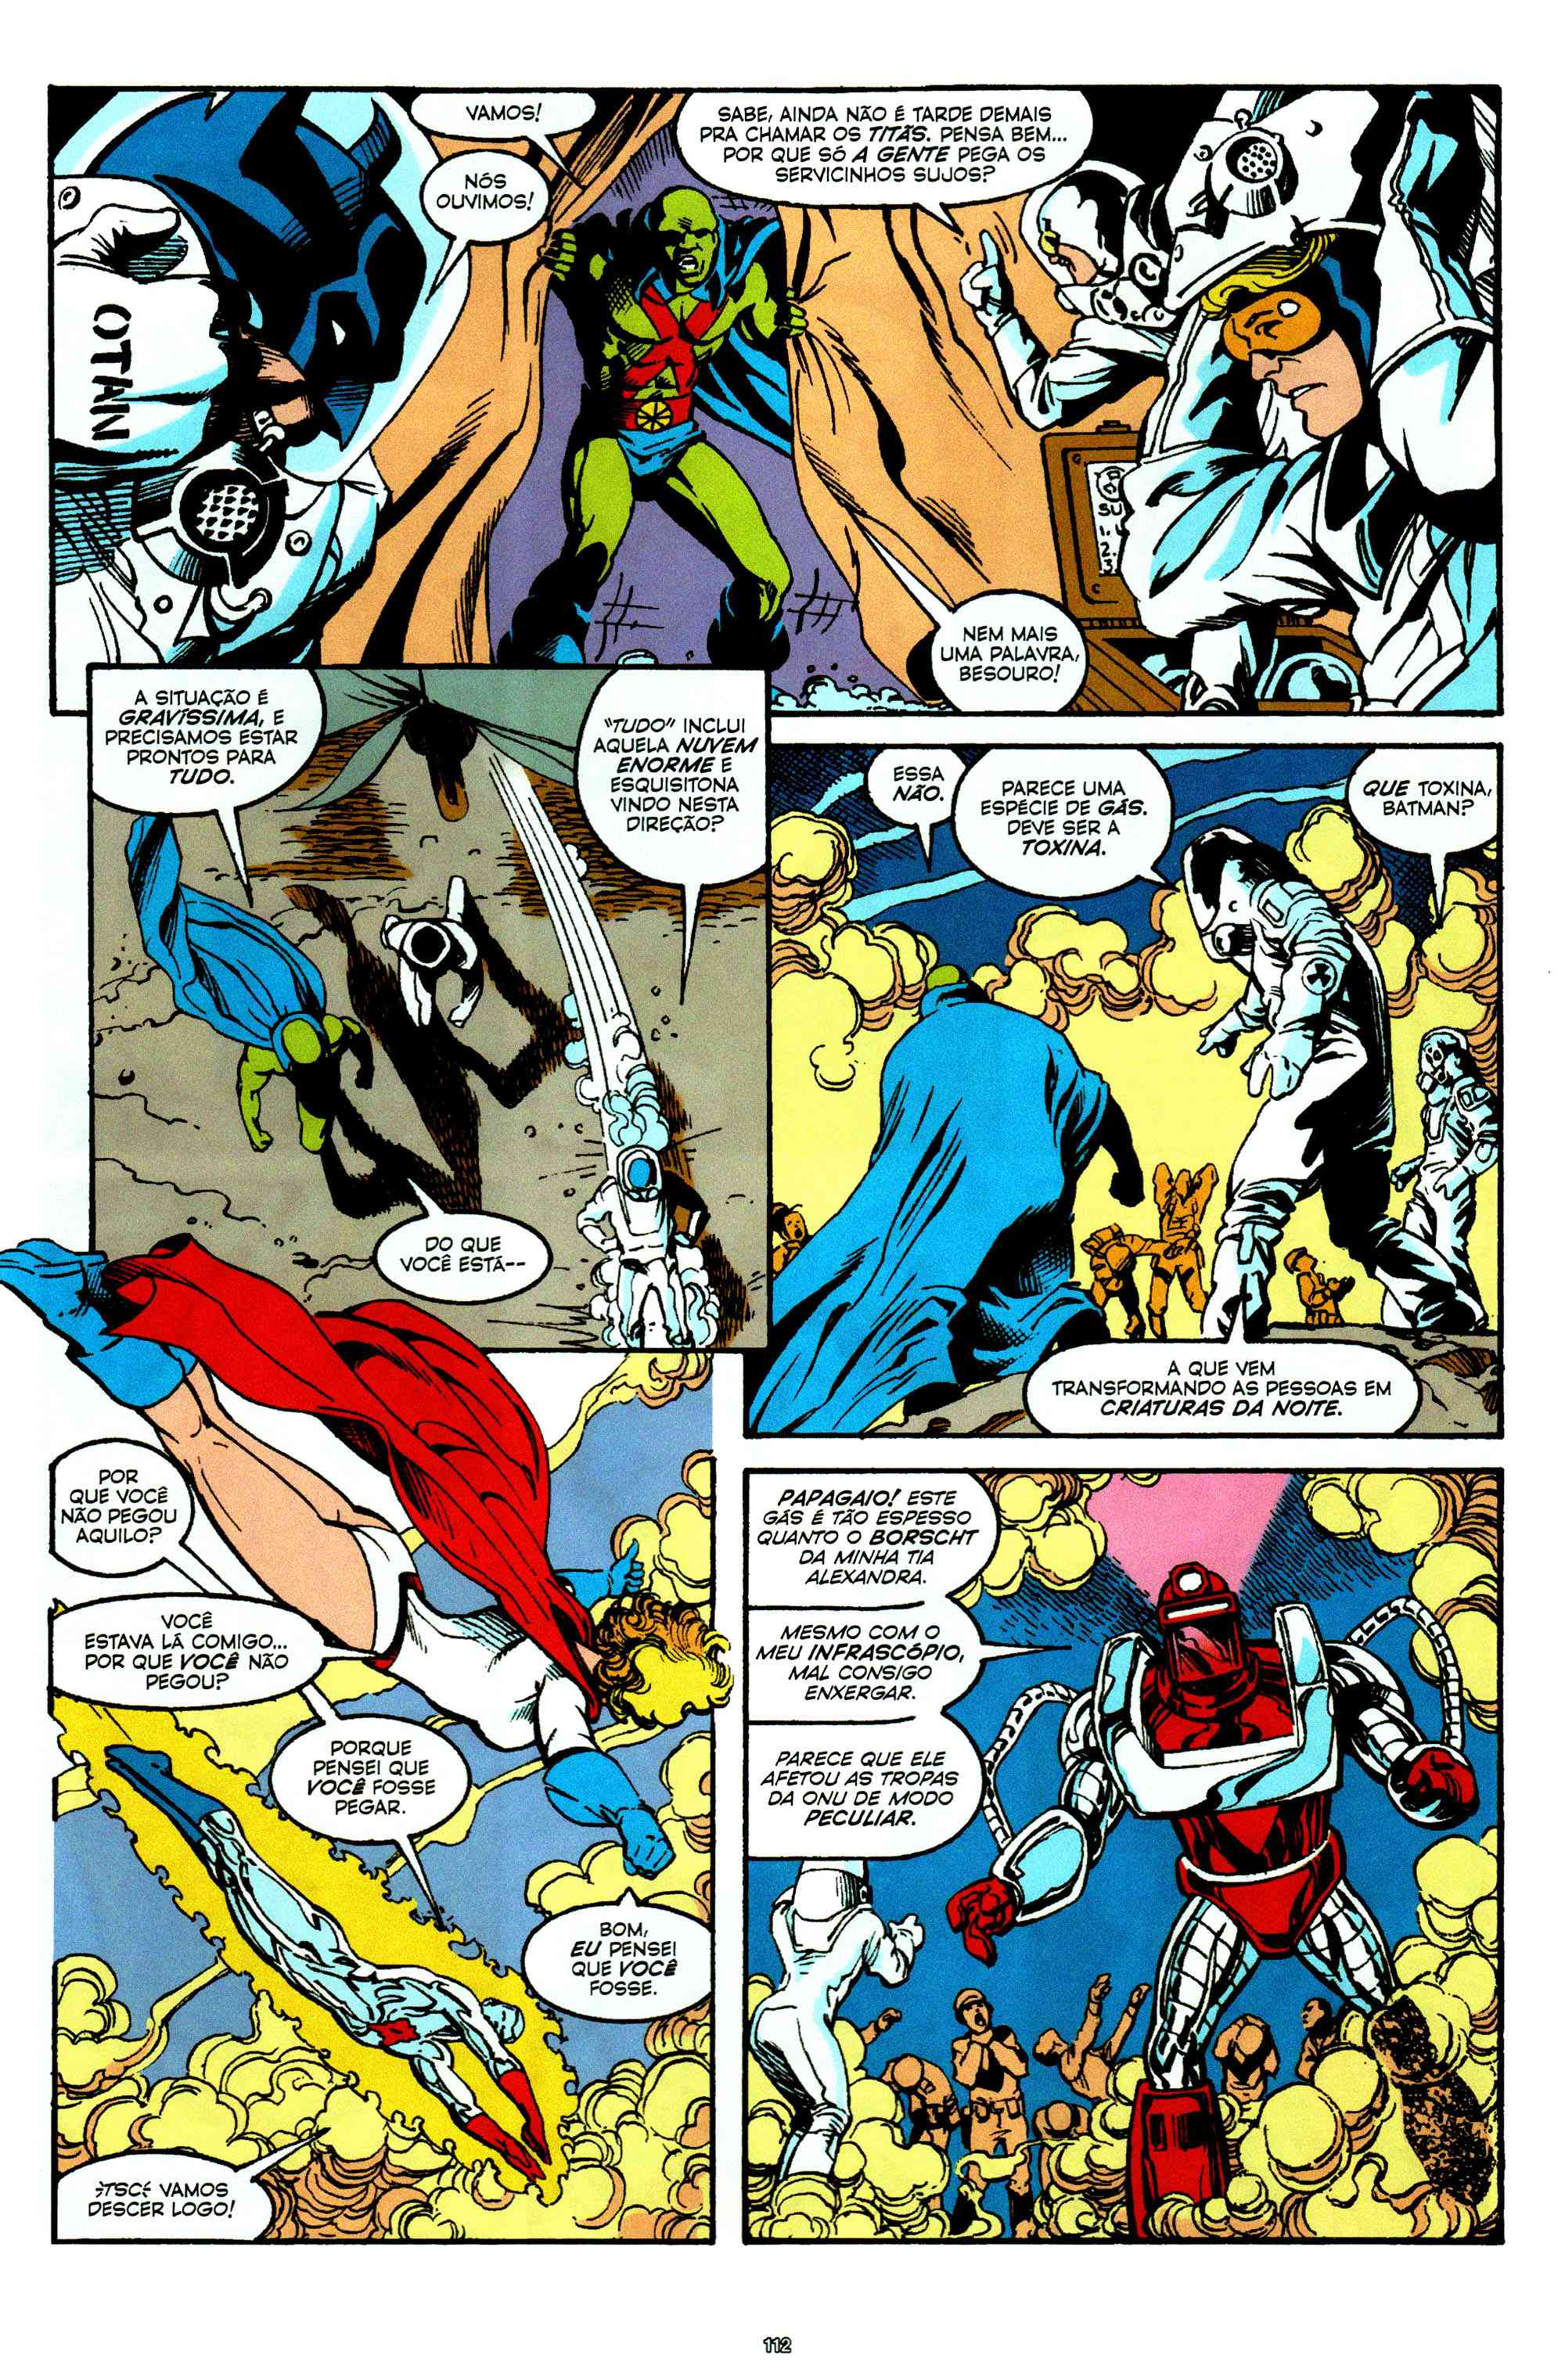 VAMOS!
NÓS
OUVIMOS!
SABE, AINDA NÃO É TARDE DEMAIS
PRA CHAMAR OS TITÃS. PENSA BEM...
POR QUE SÓ A GENTE PEGA OS
SERVICINHOS SUJOS?
OTAIN
SU
1.
2.
3.
NEM MAIS
UMA PALAVRA,
BESOURO!
A SITUAÇÃO É
GRAVÍSSIMA, E
PRECISAMOS ESTAR
PRONTOS PARA
TUDO.
"TUDO" INCLUI
AQUELA NUVEM
ENORME E
ESQUISITONA
VINDO NESTA
DIREÇÃO?
DO QUE
VOCÊ ESTÁ--
ESSA
NÃO.
PARECE UMA
ESPÉCIE DE GÁS.
DEVE SER A
TOXINA.
QUE TOXINA,
BATMAN?
A QUE VEM
TRANSFORMANDO AS PESSOAS EM
CRIATURAS DA NOITE.
POR
QUE VOCÊ
NÃO PEGOU
AQUILO?
VOCÊ
ESTAVA LÁ COMIGO...
POR QUE VOCÊ NÃO
PEGOU?
PORQUE
PENSEI QUE
VOCÊ FOSSE
PEGAR.
BOM,
EU PENSEI
QUE VOCÊ
FOSSE.
TSC VAMOS
DESCER LOGO!
PAPAGAIO! ESTE
GÁS É TÃO ESPESSO
QUANTO O BORSCHT
DA MINHA TIA
ALEXANDRA.
MESMO COM O
MEU INFRASCÓPIO,
MAL CONSIGO
ENXERGAR.
PARECE QUE ELE
AFETOU AS TROPAS
DA ONU DE MODO
PECULIAR.
112